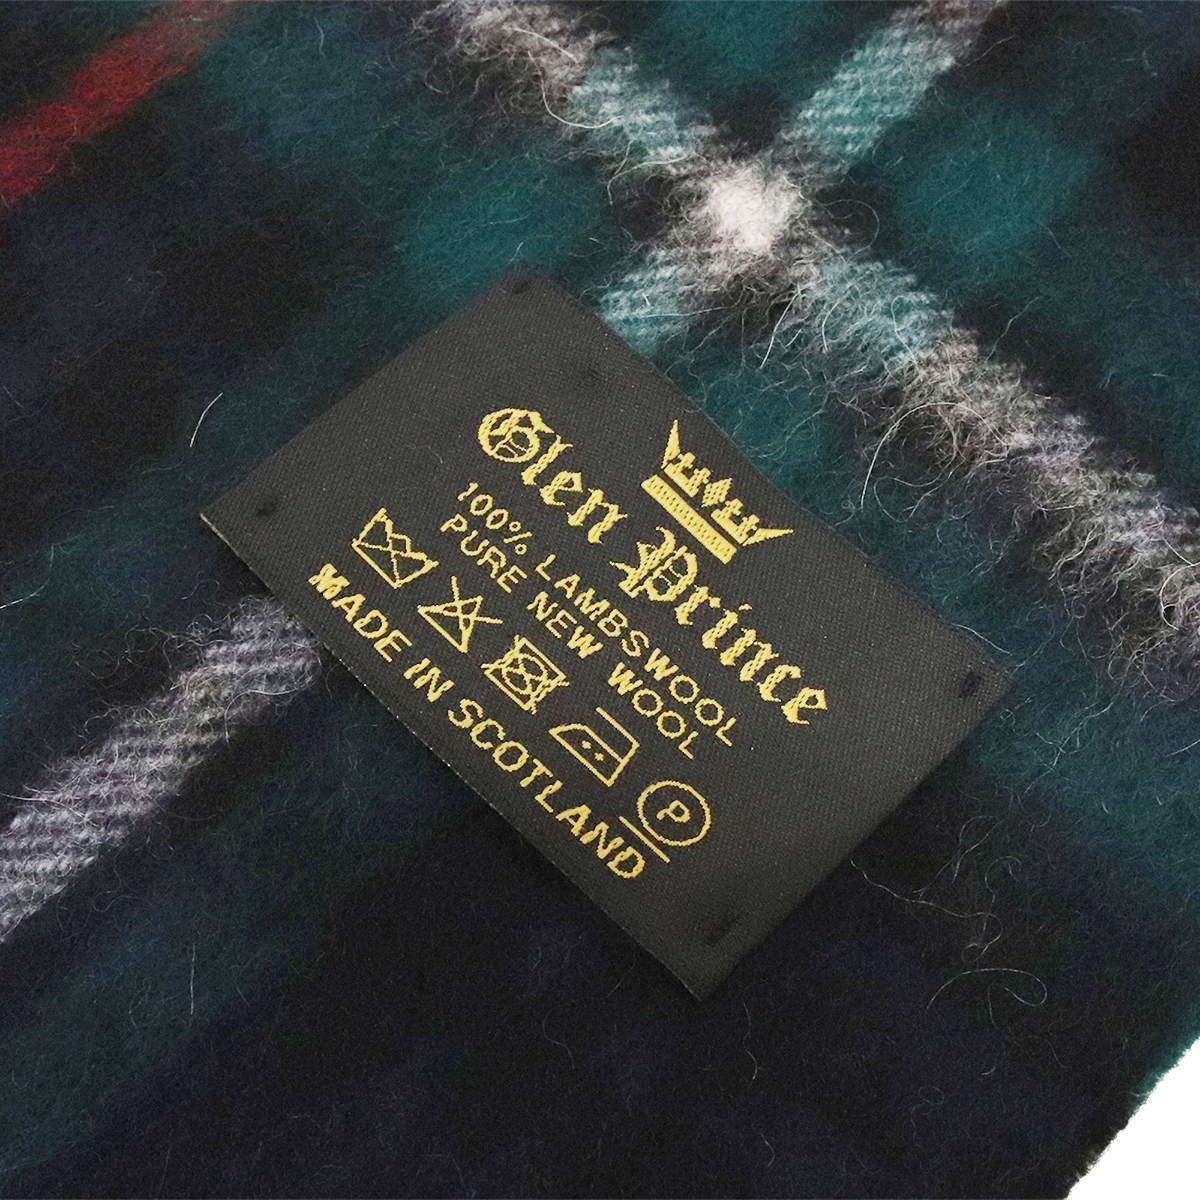 Glen Prince
100% LAMBSWOOL
PURE NEW WOOL
P
MADE IN SCOTLAND